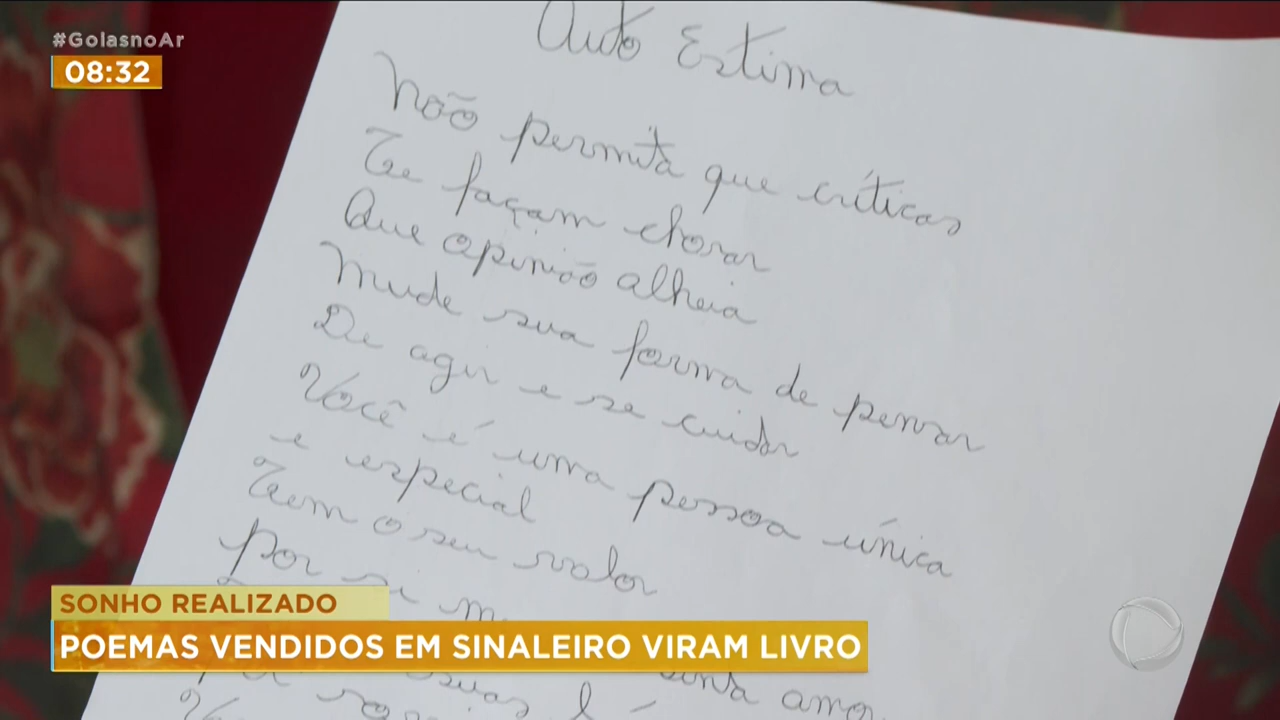 #GoiásnoAr
08:32
Auto Estima
Não permita que críticas
Te façam chorar
Que opinião alheia
Mude sua forma de pensar
De agir e se cuidar
Você é uma pessoa única
e especial
Tem o seu valor
por si
SONHO REALIZADO
POEMAS VENDIDOS EM SINALEIRO VIRAM LIVRO